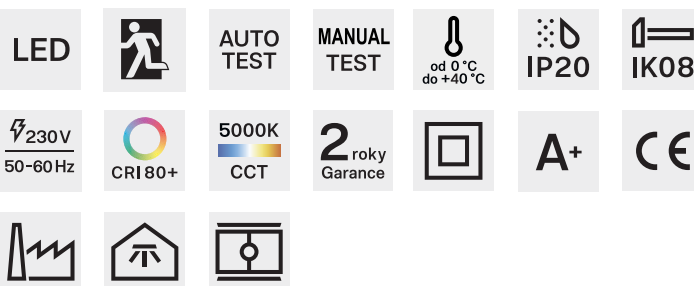 LED
AUTO
TEST
MANUAL
TEST
od 0 °C
do +40 °C
IP20
IK08
230V
50-60 Hz
CRI 80+
5000K
CCT
2 roky
Garance
A+
CE